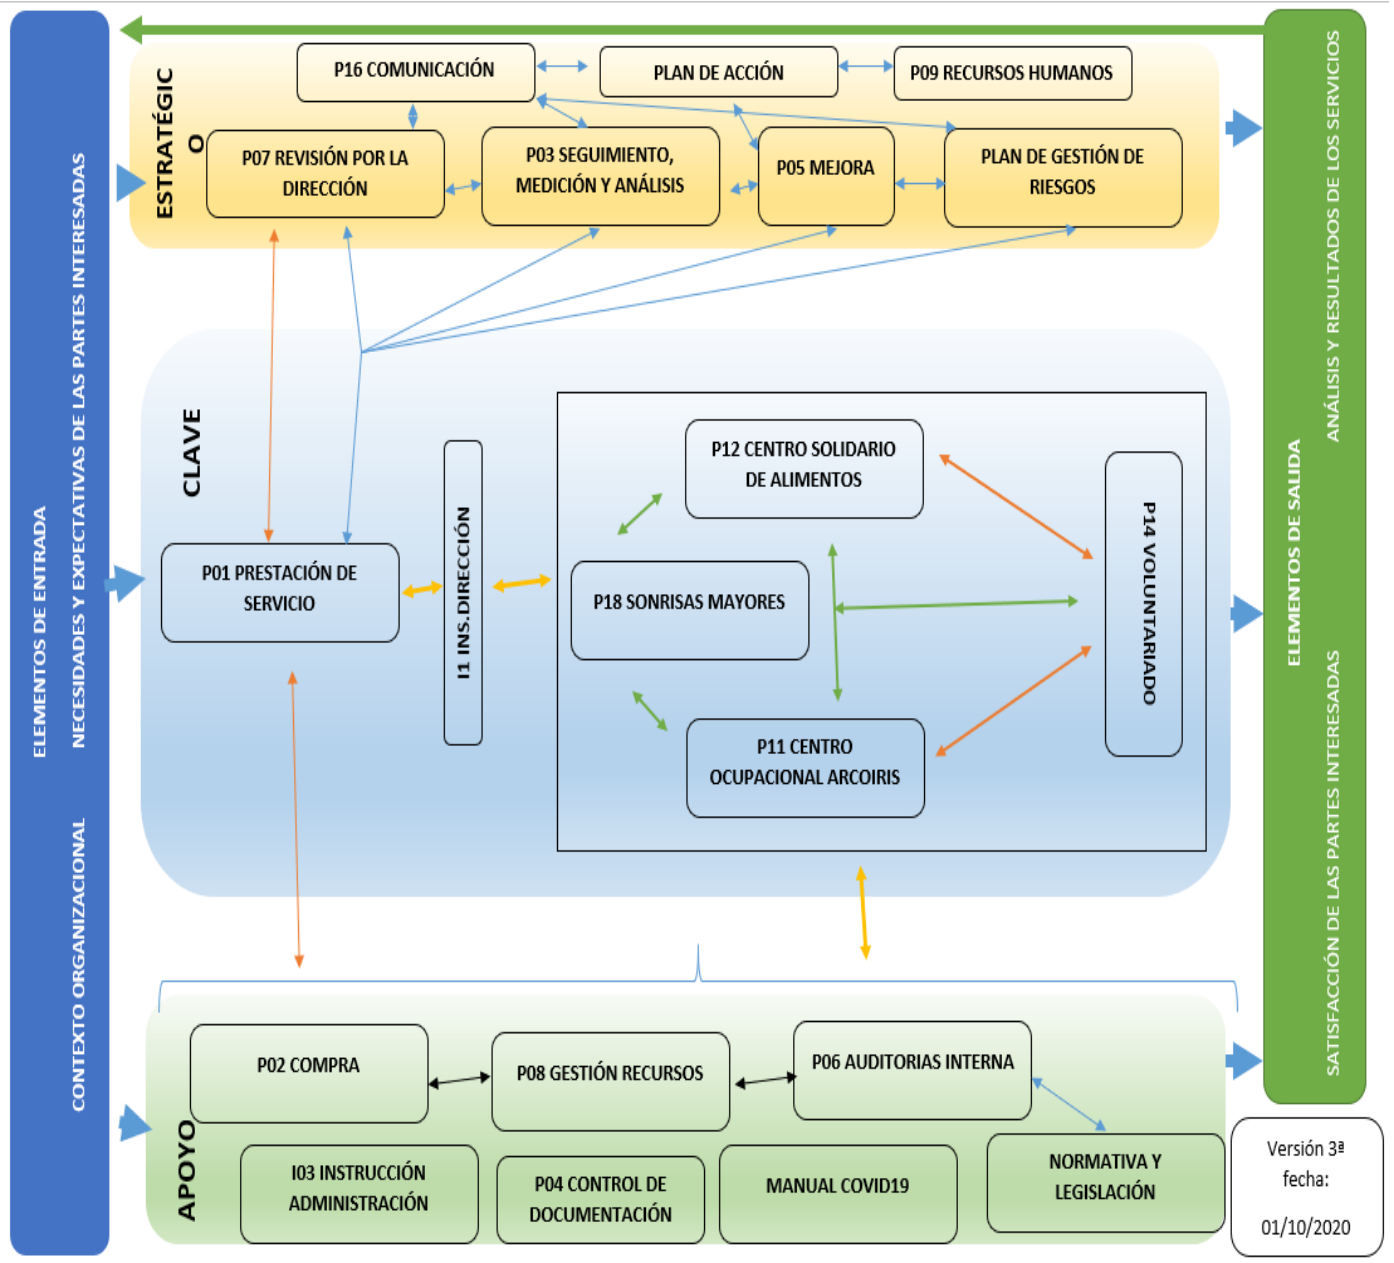 ELEMENTOS DE ENTRADA
NECESIDADES Y EXPECTATIVAS DE LAS PARTES INTERESADAS
CONTEXTO ORGANIZACIONAL
ESTRATÉGIC
O
P16 COMUNICACIÓN
PLAN DE ACCIÓN
P09 RECURSOS HUMANOS
P07 REVISIÓN POR LA
DIRECCIÓN
P03 SEGUIMIENTO,
MEDICIÓN Y ANÁLISIS
P05 MEJORA
PLAN DE GESTIÓN DE
RIESGOS
CLAVE
P01 PRESTACIÓN DE
SERVICIO
I1 INS.DIRECCIÓN
P12 CENTRO SOLIDARIO
DE ALIMENTOS
P18 SONRISAS MAYORES
P11 CENTRO
OCUPACIONAL ARCOIRIS
P14 VOLUNTARIADO
APOYO
P02 COMPRA
P08 GESTIÓN RECURSOS
P06 AUDITORIAS INTERNA
I03 INSTRUCCIÓN
ADMINISTRACIÓN
P04 CONTROL DE
DOCUMENTACIÓN
MANUAL COVID19
NORMATIVA Y
LEGISLACIÓN
ELEMENTOS DE SALIDA
ANÁLISIS Y RESULTADOS DE LOS SERVICIOS
SATISFACCIÓN DE LAS PARTES INTERESADAS
Versión 3ª
fecha:
01/10/2020